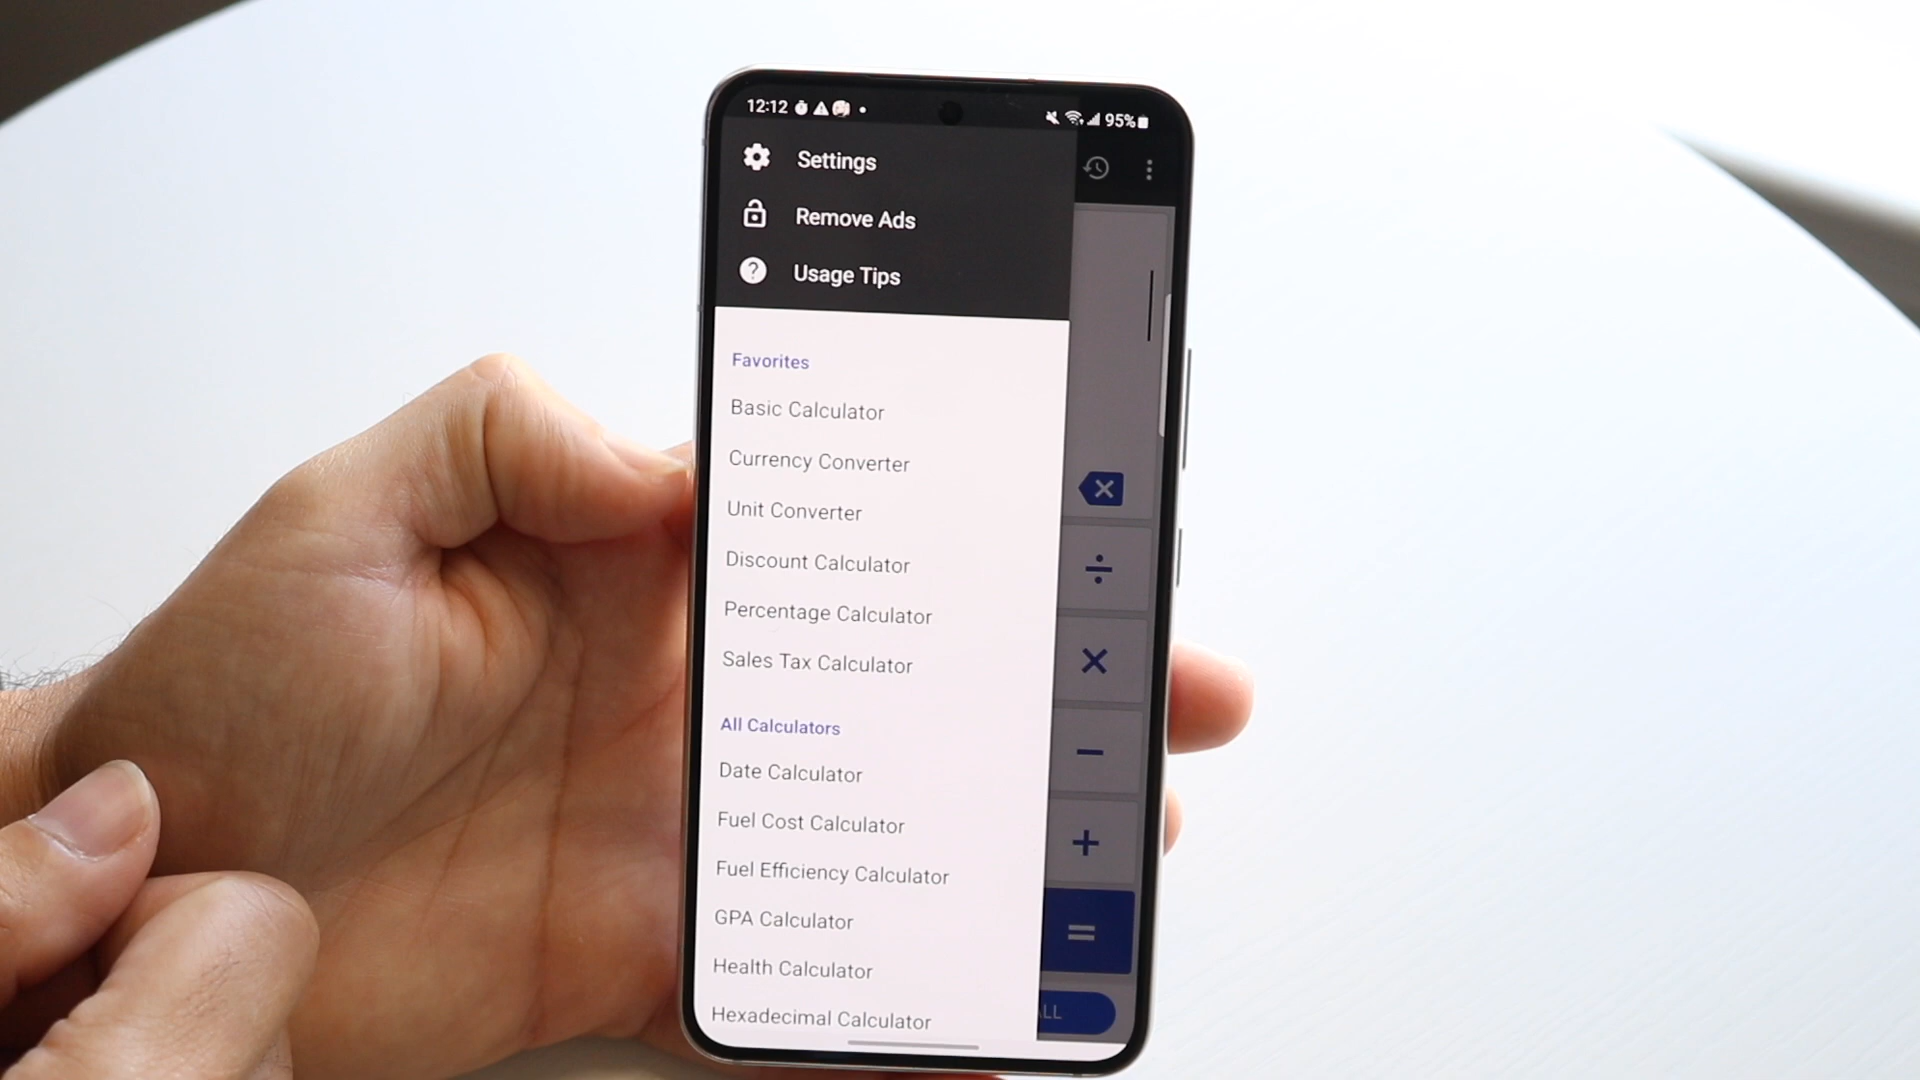 12:12 95%
Settings
Remove Ads
Usage Tips
Favorites
Basic Calculator
Currency Converter
Unit Converter
Discount Calculator
Percentage Calculator
Sales Tax Calculator
All Calculators
Date Calculator
Fuel Cost Calculator
Fuel Efficiency Calculator
GPA Calculator
Health Calculator
Hexadecimal Calculator
÷
×
−
+
=